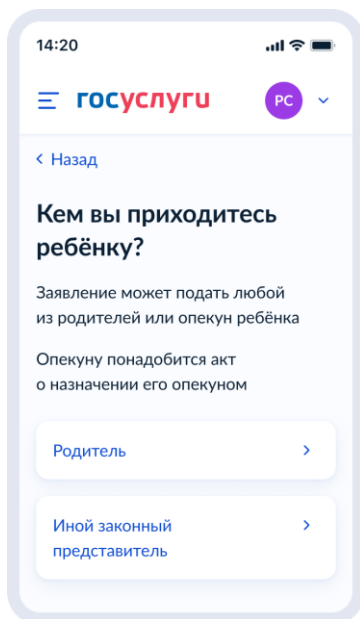 14:20
госуслуги
РС
Назад
Кем вы приходитесь
ребёнку?
Заявление может подать любой
из родителей или опекун ребёнка
Опекуну понадобится акт
о назначении его опекуном
Родитель
Иной законный
представитель